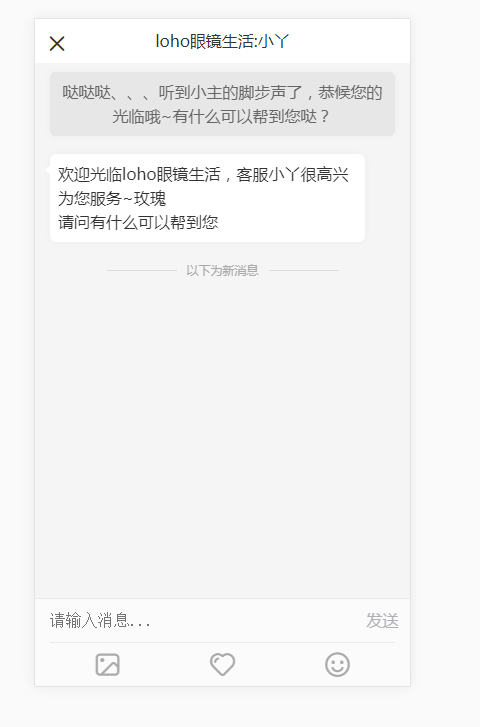 loho眼镜生活:小丫
哒哒哒、、、听到小主的脚步声了，恭候您的
光临哦~有什么可以帮到您哒？
欢迎光临loho眼镜生活，客服小丫很高兴
为您服务~玫瑰
请问有什么可以帮到您
以下为新消息
请输入消息...
发送